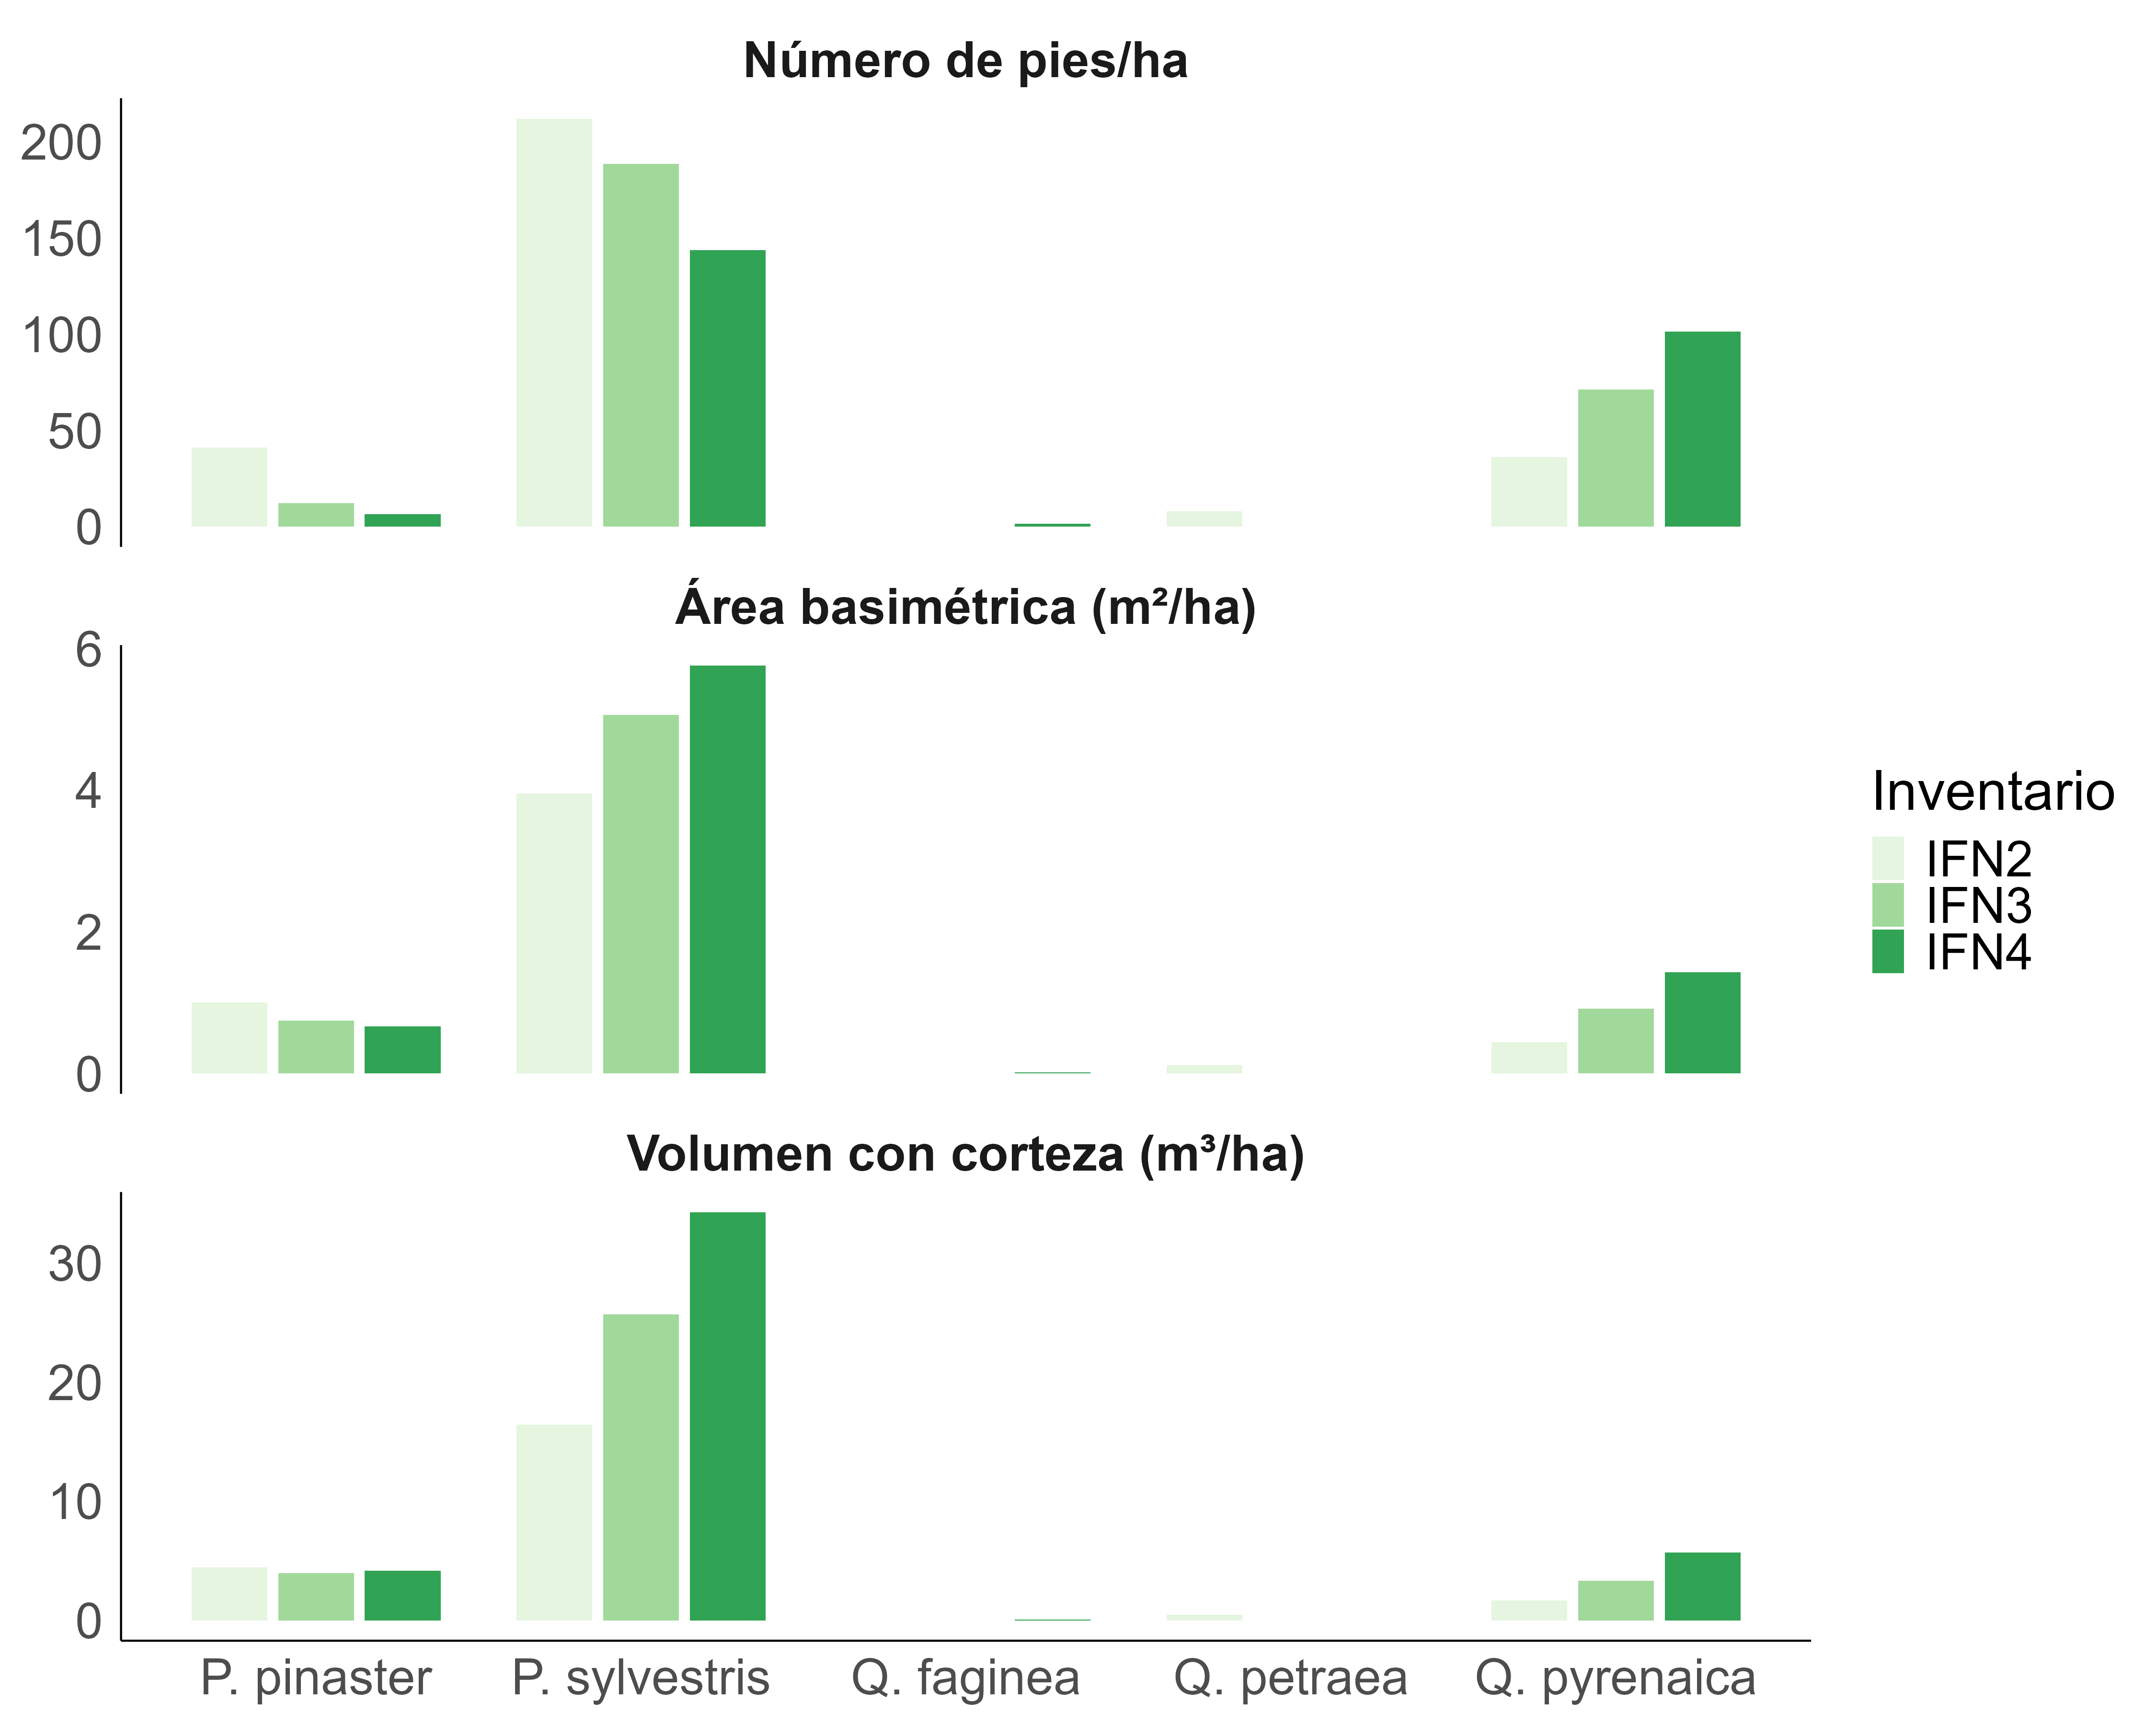 Número de pies/ha
200
150
100
50
0
Área basimétrica (m²/ha)
6
4
2
0
Volumen con corteza (m³/ha)
30
20
10
0
P. pinaster P. sylvestris Q. faginea Q. petraea Q. pyrenaica
Inventario
IFN2
IFN3
IFN4